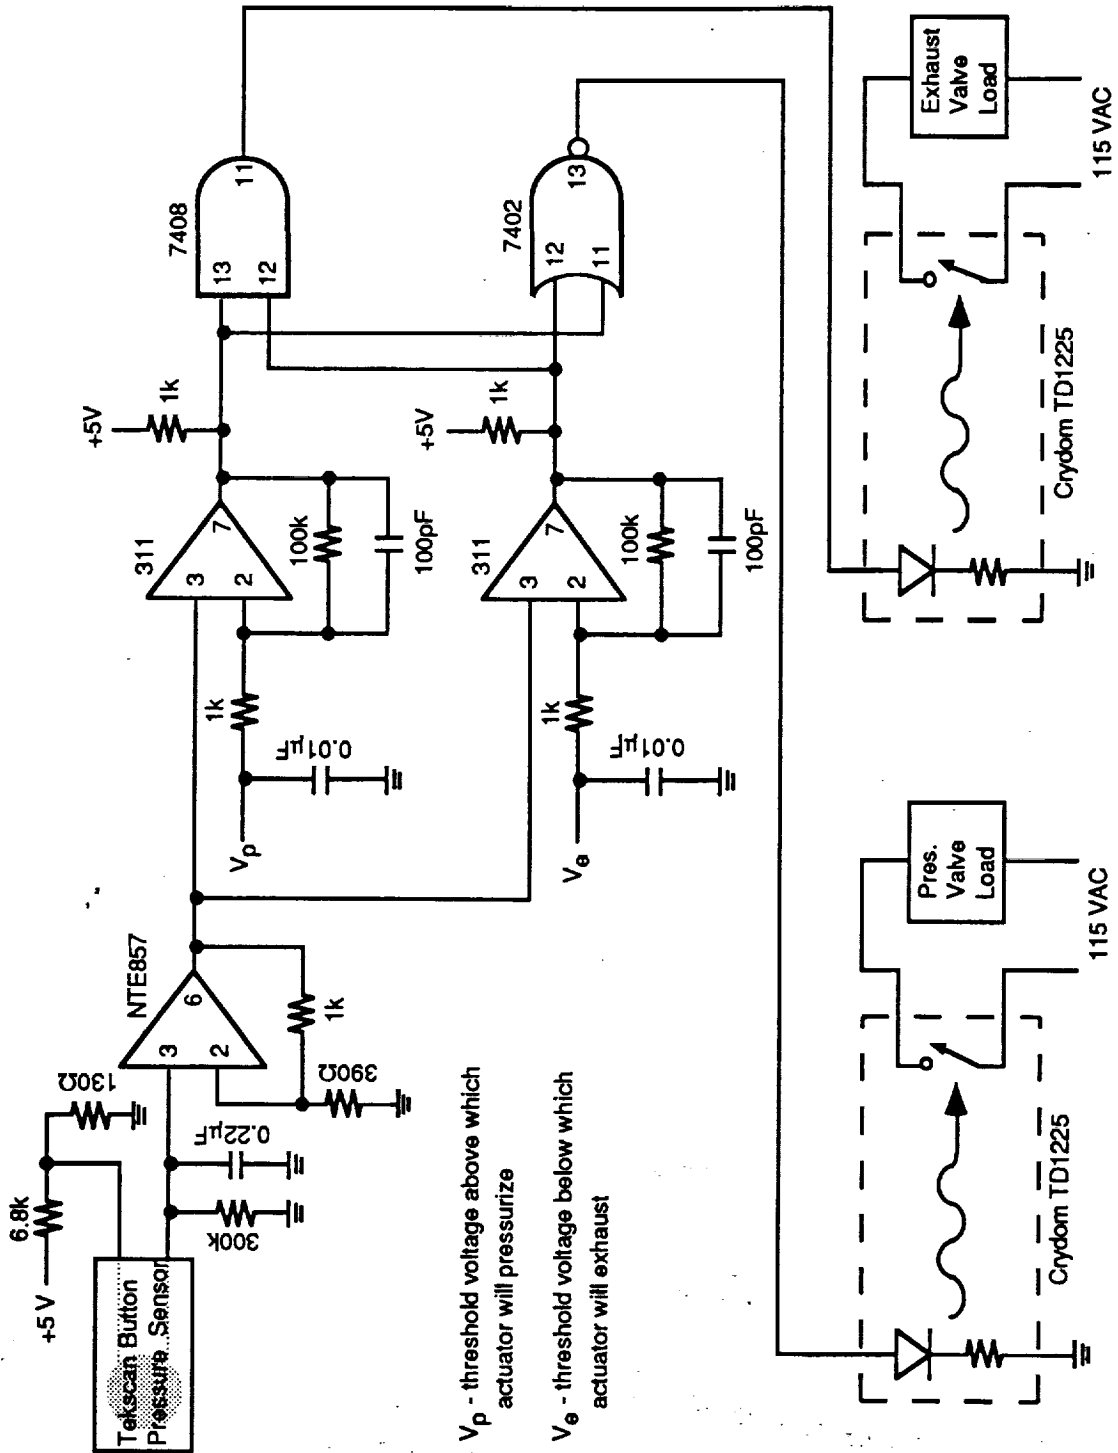 +5 V
6.8k
130Ω
Tekscan Button
Pressure Sensor
300k
0.22µF
NTE857
3
2
6
390Ω
1k
Vp
1k
0.01µF
311
3
2
7
100k
100pF
+5V
1k
7408
13
12
11
Ve
1k
0.01µF
311
3
2
7
100k
100pF
+5V
1k
7402
12
11
13
Vp - threshold voltage above which
actuator will pressurize
Ve - threshold voltage below which
actuator will exhaust
Crydom TD1225
Pres.
Valve
Load
115 VAC
Crydom TD1225
Exhaust
Valve
Load
115 VAC